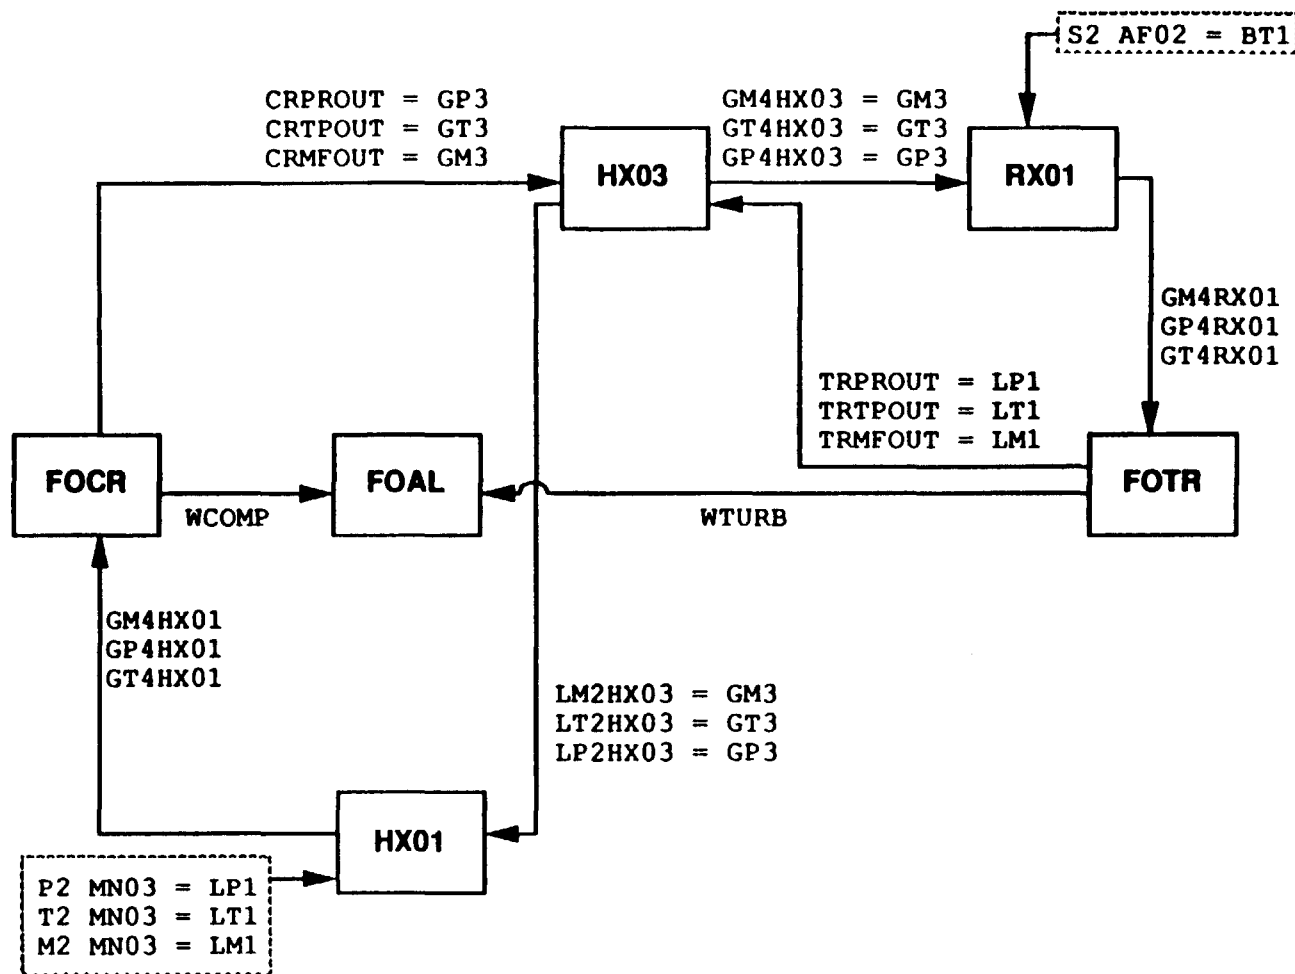 S2 AF02 = BT1
CRPROUT = GP3
CRTPOUT = GT3
CRMFOUT = GM3
GM4HX03 = GM3
GT4HX03 = GT3
GP4HX03 = GP3
HX03
RX01
GM4RX01
GP4RX01
GT4RX01
TRPROUT = LP1
TRTPOUT = LT1
TRMFOUT = LM1
FOCR
FOAL
FOTR
WCOMP
WTURB
GM4HX01
GP4HX01
GT4HX01
LM2HX03 = GM3
LT2HX03 = GT3
LP2HX03 = GP3
HX01
P2 MN03 = LP1
T2 MN03 = LT1
M2 MN03 = LM1